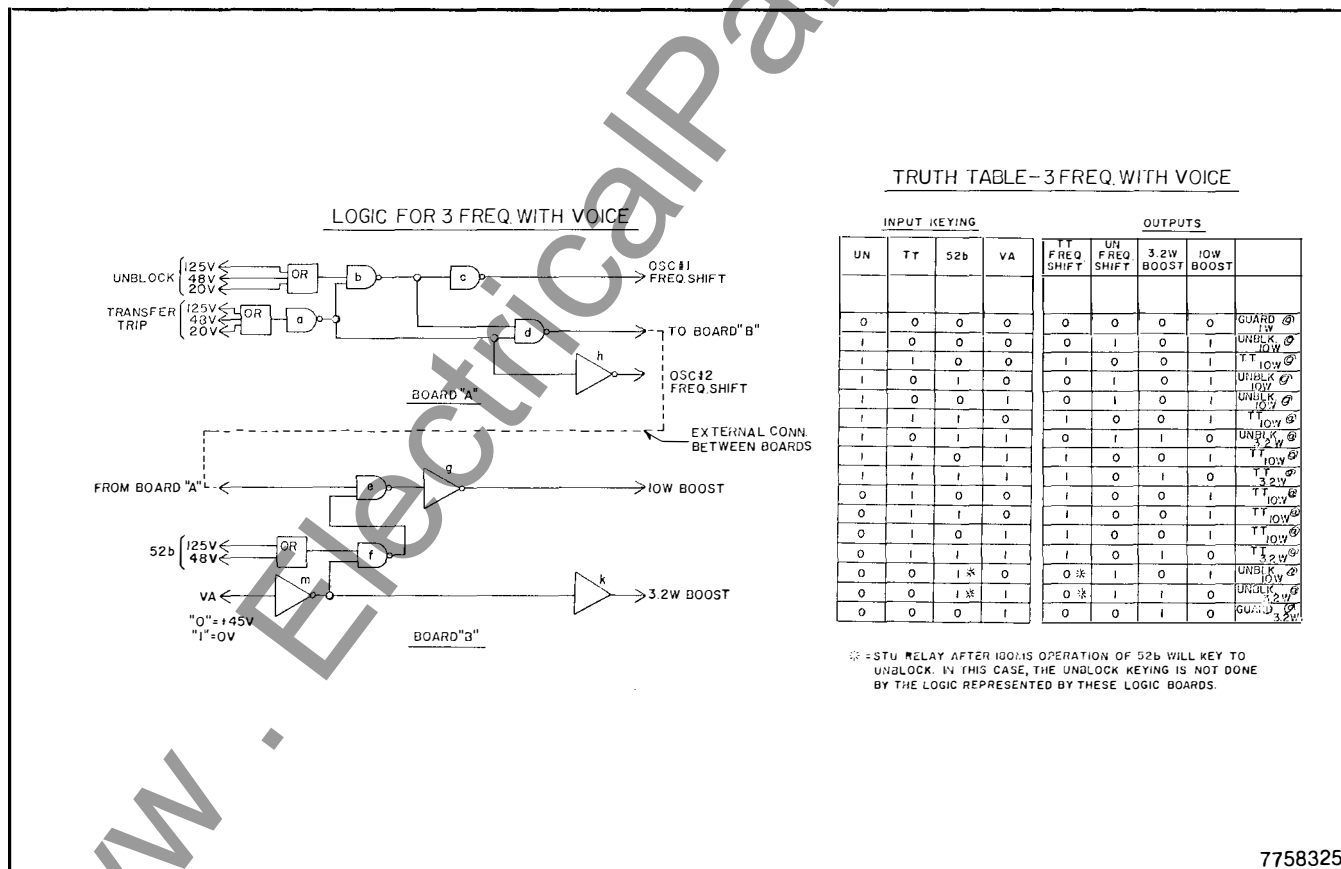 www . ElectricalPa
LOGIC FOR 3 FREQ. WITH VOICE
UNBLOCK
125V
48V
20V
OR
b
c
OSC#1
FREQ. SHIFT
TRANSFER
TRIP
125V
48V
20V
OR
a
d
TO BOARD "B"
h
OSC#2
FREQ. SHIFT
BOARD "A"
EXTERNAL CONN.
BETWEEN BOARDS
FROM BOARD "A"
e
g
10W BOOST
52b
125V
48V
OR
f
VA
m
k
3.2W BOOST
"0"=+45V
"1"=0V
BOARD "B"
TRUTH TABLE-3 FREQ. WITH VOICE
INPUT KEYING OUTPUTS
UN TT 52b VA TT FREQ. SHIFT UN FREQ. SHIFT 3.2W BOOST 10W BOOST
0 0 0 0 0 0 0 0 GUARD @ 1W
1 0 0 0 0 1 0 1 UNBLK. @ 10W
1 1 0 0 1 0 0 1 TT @ 10W
1 0 1 0 0 1 0 1 UNBLK @ 10W
1 0 0 1 0 1 0 1 UNBLK @ 10W
1 1 1 0 1 0 0 1 TT @ 10W
1 0 1 1 0 1 1 0 UNBLK @ 3.2W
1 1 0 1 1 0 0 1 TT @ 10W
1 1 1 1 1 0 1 0 TT @ 3.2W
0 1 0 0 1 0 0 1 TT @ 10W
0 1 1 0 1 0 0 1 TT @ 10W
0 1 0 1 1 0 0 1 TT @ 10W
0 1 1 1 1 0 1 0 TT @ 3.2W
0 0 1※ 0 0※ 1 0 1 UNBLK @ 10W
0 0 1※ 1 0※ 1 1 0 UNBLK @ 3.2W
0 0 0 1 0 0 1 0 GUARD @ 3.2W
※ = STU RELAY AFTER 180MS OPERATION OF 52b WILL KEY TO
UNBLOCK. IN THIS CASE, THE UNBLOCK KEYING IS NOT DONE
BY THE LOGIC REPRESENTED BY THESE LOGIC BOARDS.
7758325